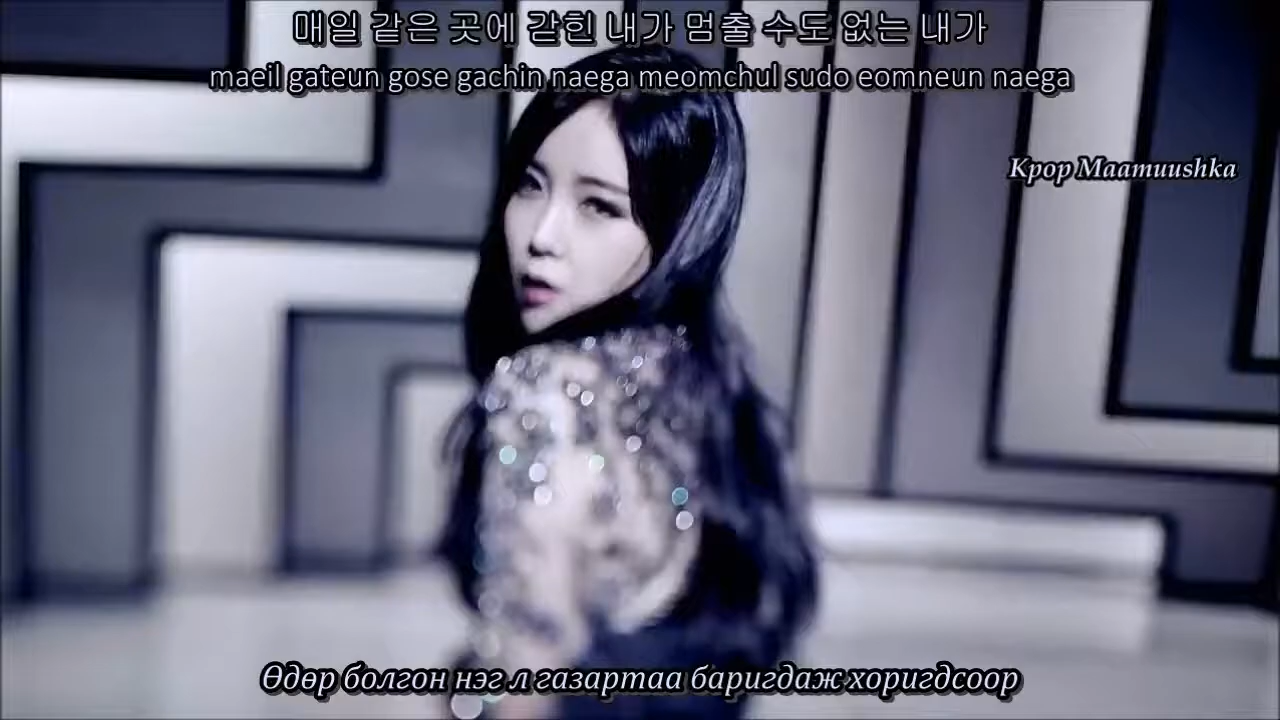 매일 같은 곳에 갇힌 내가 멈출 수도 없는 내가
maeil gateun gose gachin naega meomchul sudo eomneun naega
Kpop Maamuushka
Өдөр болгон нэг л газартаа баригдаж хоригдсоор